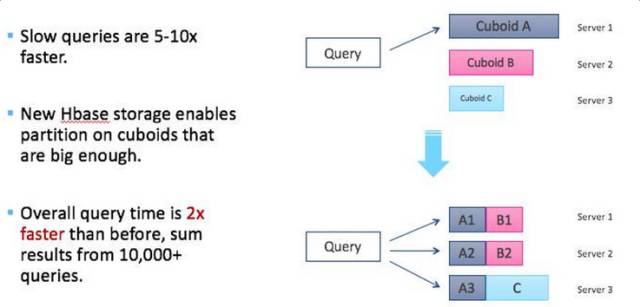 Slow queries are 5-10x
faster.
New Hbase storage enables
partition on cuboids that
are big enough.
Overall query time is 2x
faster than before, sum
results from 10,000+
queries.
Query
Cuboid A
Server 1
Cuboid B
Server 2
Cuboid C
Server 3
Query
A1 B1
Server 1
A2 B2
Server 2
A3 C
Server 3